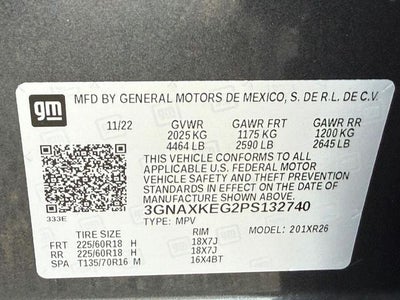 gm
MFD BY GENERAL MOTORS DE MEXICO, S. DE R.L. DE C.V.
11/22 GVWR GAWR FRT GAWR RR
2025 KG 1175 KG 1200 KG
4464 LB 2590 LB 2645 LB
THIS VEHICLE CONFORMS TO ALL
APPLICABLE U.S. FEDERAL MOTOR
VEHICLE SAFETY AND THEFT PREVENTION
STANDARDS IN EFFECT ON THE DATE OF
MANUFACTURE SHOWN ABOVE.
333E
3GNAXKEG2PS132740
TYPE: MPV MODEL: 201XR26
TIRE SIZE RIM
FRT 225/60R18 H 18X7J
RR 225/60R18 H 18X7J
SPA T135/70R16 M 16X4BT